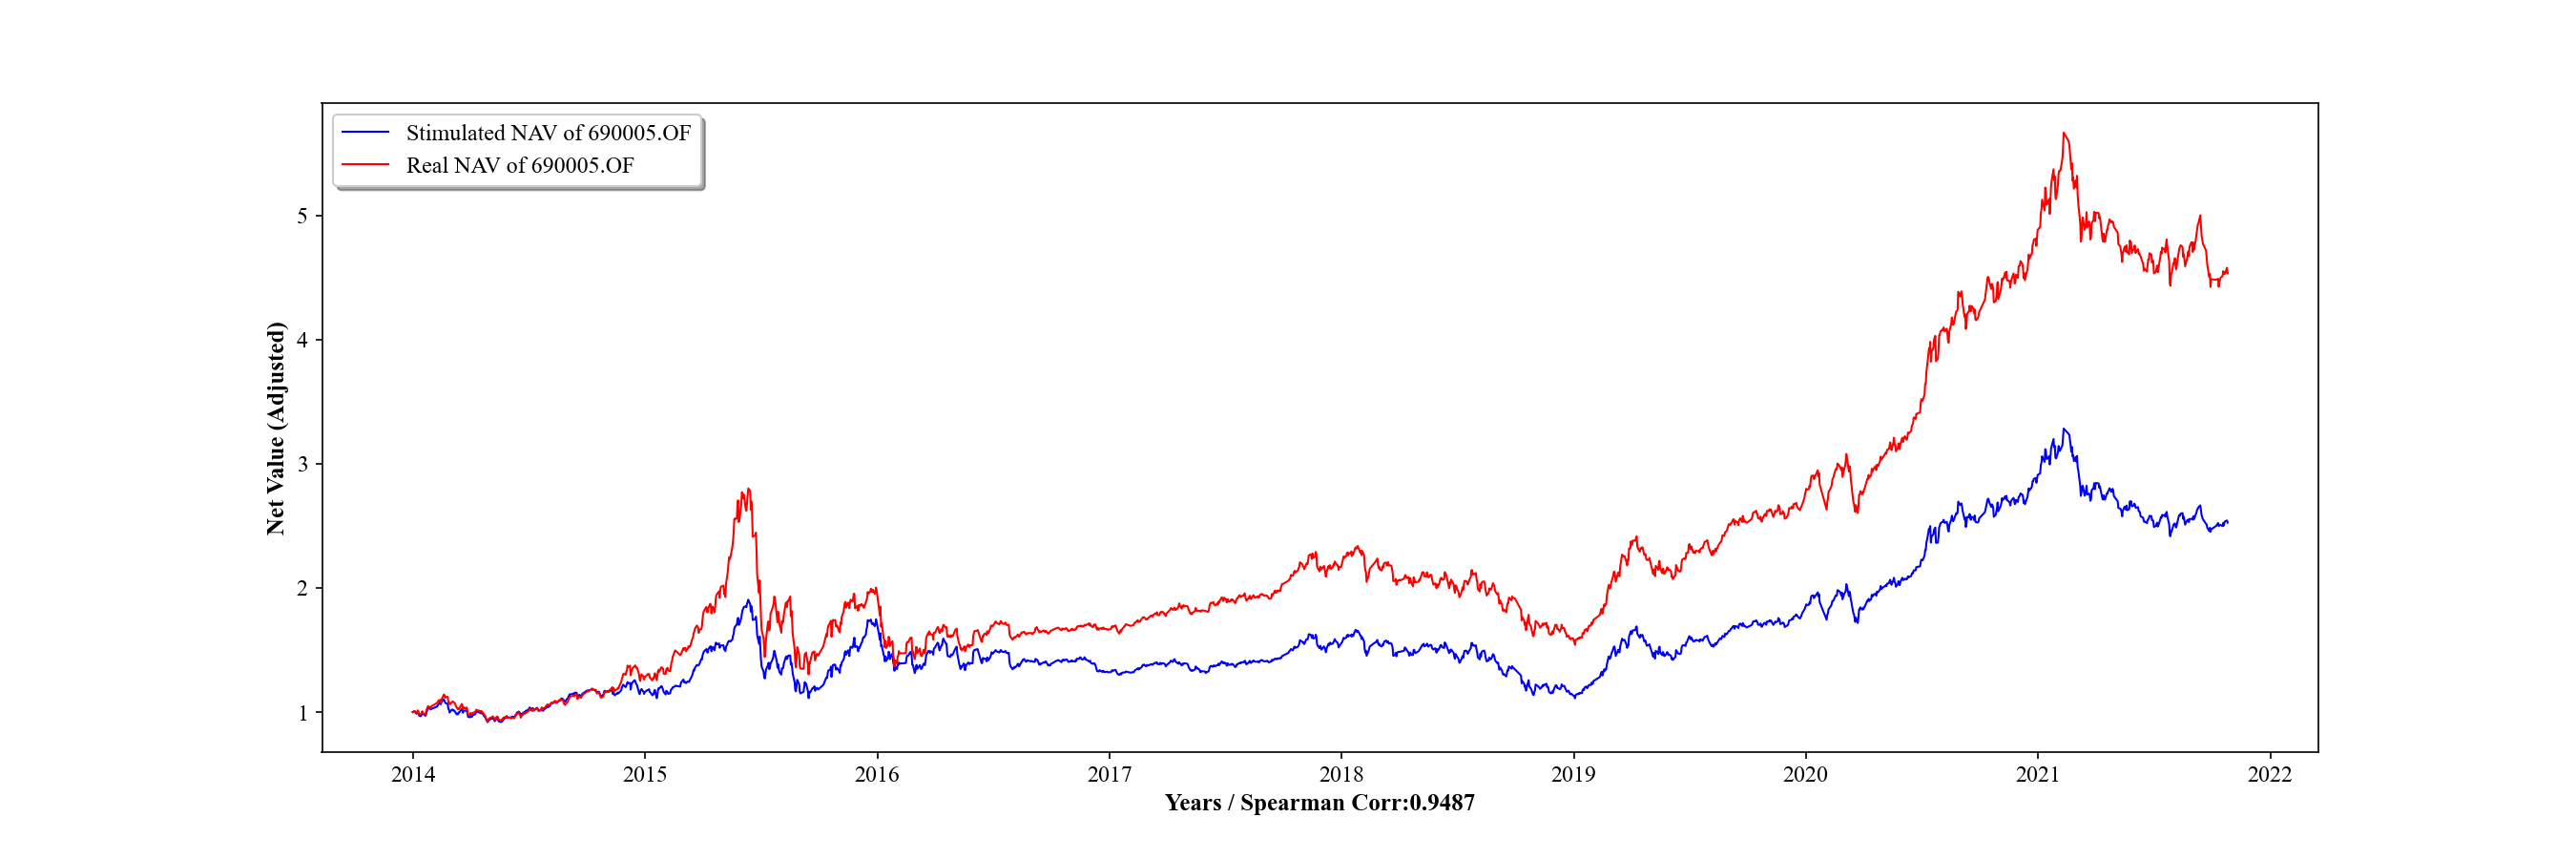 Stimulated NAV of 690005.OF
Real NAV of 690005.OF
Net Value (Adjusted)
5
4
3
2
1
2014 2015 2016 2017 2018 2019 2020 2021 2022
Years / Spearman Corr:0.9487